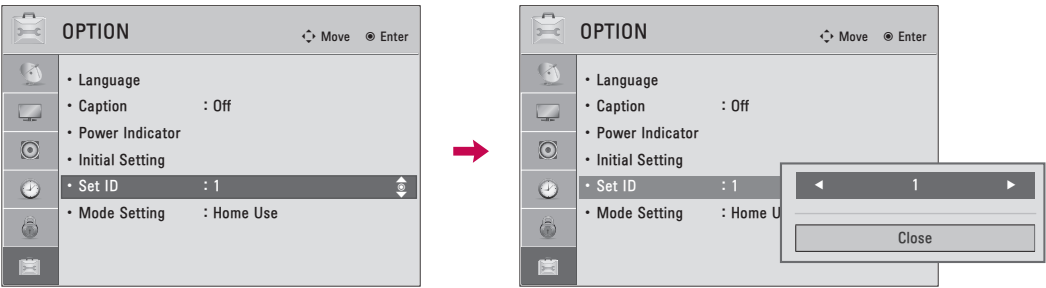 OPTION
Move Enter
• Language
• Caption : Off
• Power Indicator
• Initial Setting
• Set ID : 1
• Mode Setting : Home Use
OPTION
Move Enter
• Language
• Caption : Off
• Power Indicator
• Initial Setting
• Set ID : 1
• Mode Setting : Home U
◀ 1 ▶
Close